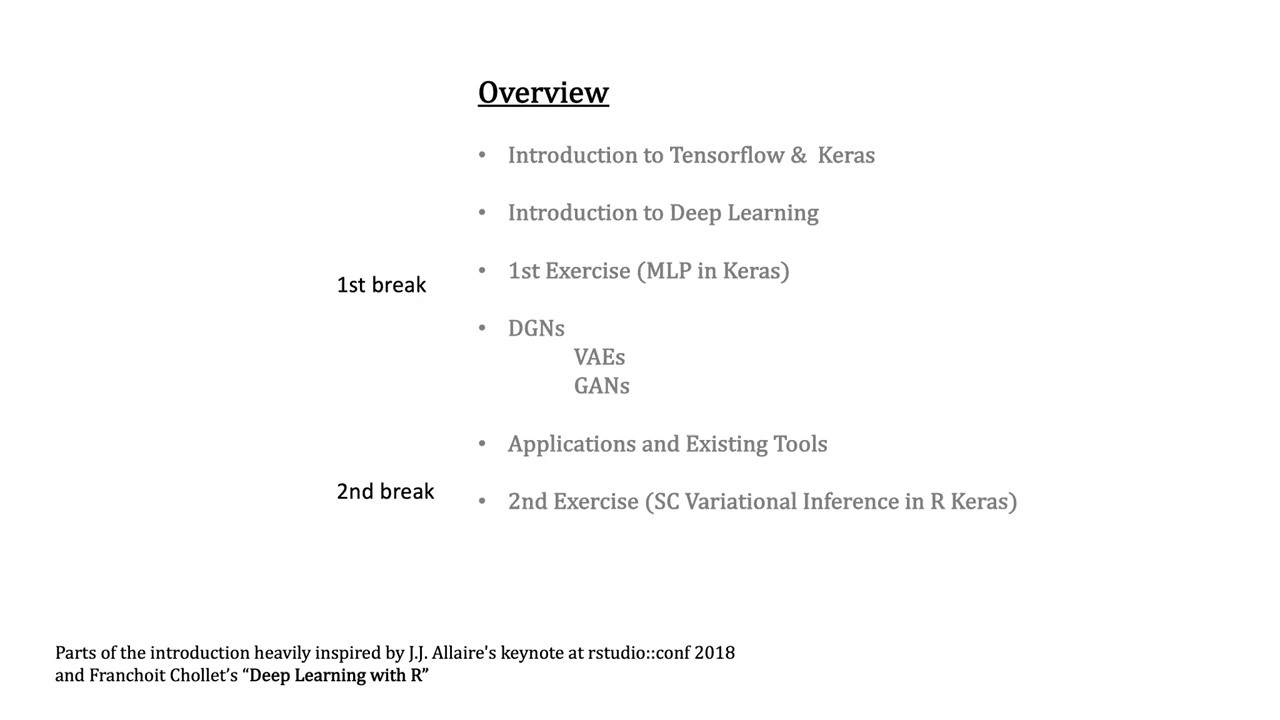 Overview
• Introduction to Tensorflow & Keras
• Introduction to Deep Learning
• 1st Exercise (MLP in Keras)
1st break
• DGNs
VAEs
GANs
• Applications and Existing Tools
2nd break
• 2nd Exercise (SC Variational Inference in R Keras)
Parts of the introduction heavily inspired by J.J. Allaire's keynote at rstudio::conf 2018
and Franchoit Chollet’s “Deep Learning with R”